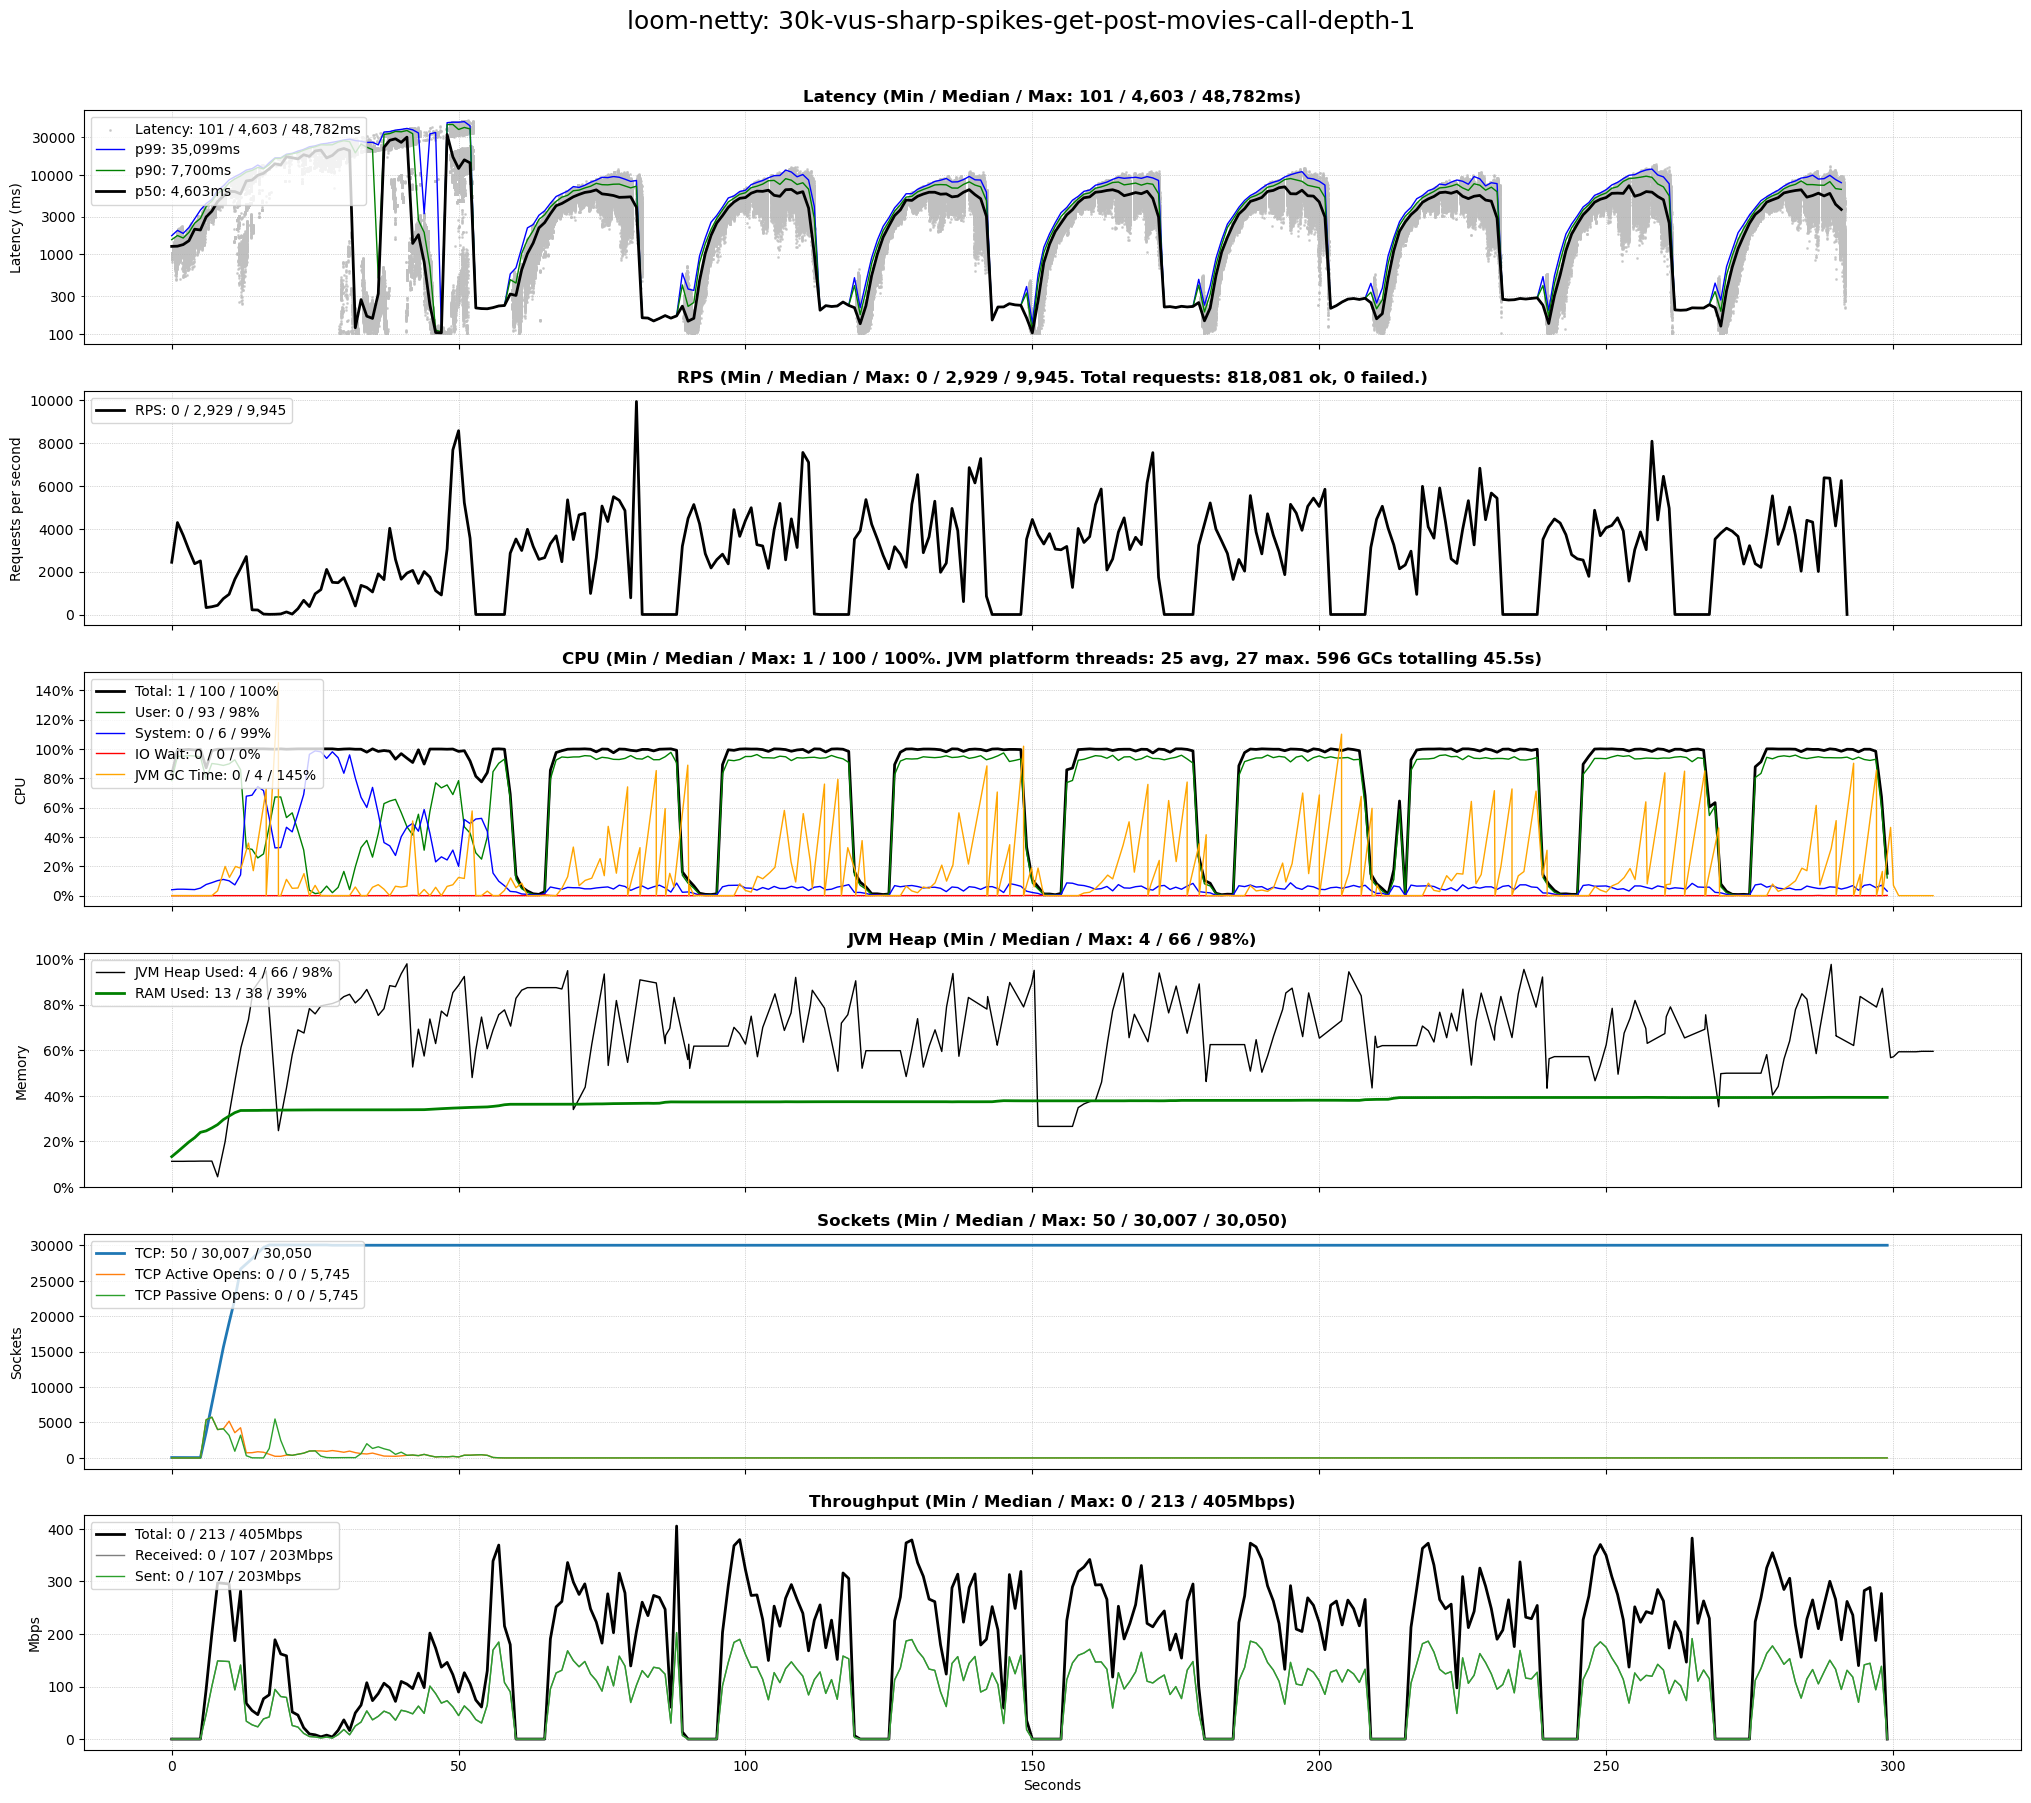 loom-netty: 30k-vus-sharp-spikes-get-post-movies-call-depth-1
Latency (Min / Median / Max: 101 / 4,603 / 48,782ms)
Latency: 101 / 4,603 / 48,782ms
p99: 35,099ms
p90: 7,700ms
p50: 4,603ms
Latency (ms)
30000
10000
3000
1000
300
100
RPS (Min / Median / Max: 0 / 2,929 / 9,945. Total requests: 818,081 ok, 0 failed.)
RPS: 0 / 2,929 / 9,945
Requests per second
10000
8000
6000
4000
2000
0
CPU (Min / Median / Max: 1 / 100 / 100%. JVM platform threads: 25 avg, 27 max. 596 GCs totalling 45.5s)
Total: 1 / 100 / 100%
User: 0 / 93 / 98%
System: 0 / 6 / 99%
IO Wait: 0 / 0 / 0%
JVM GC Time: 0 / 4 / 145%
CPU
140%
120%
100%
80%
60%
40%
20%
0%
JVM Heap (Min / Median / Max: 4 / 66 / 98%)
JVM Heap Used: 4 / 66 / 98%
RAM Used: 13 / 38 / 39%
Memory
100%
80%
60%
40%
20%
0%
Sockets (Min / Median / Max: 50 / 30,007 / 30,050)
TCP: 50 / 30,007 / 30,050
TCP Active Opens: 0 / 0 / 5,745
TCP Passive Opens: 0 / 0 / 5,745
Sockets
30000
25000
20000
15000
10000
5000
0
Throughput (Min / Median / Max: 0 / 213 / 405Mbps)
Total: 0 / 213 / 405Mbps
Received: 0 / 107 / 203Mbps
Sent: 0 / 107 / 203Mbps
Mbps
400
300
200
100
0
0 50 100 150 200 250 300
Seconds